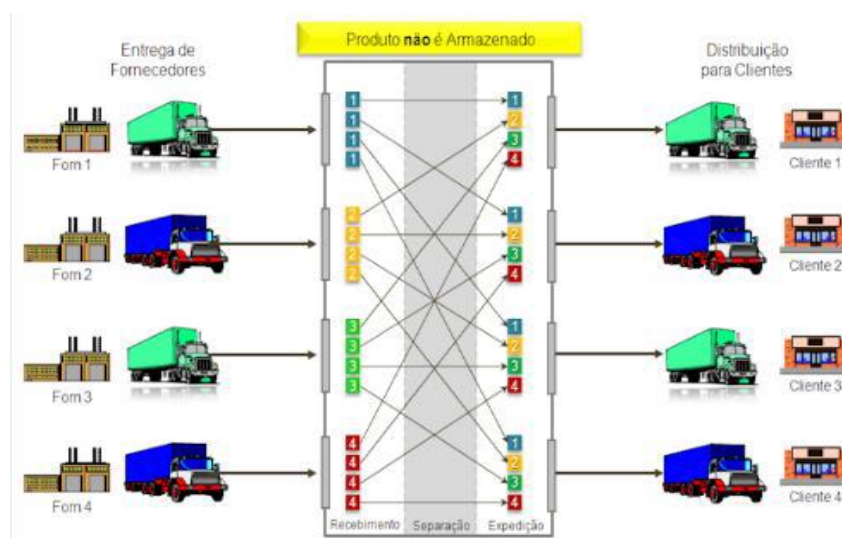 Produto não é Armazenado
Entrega de
Fornecedores
Distribuição
para Clientes
Forn 1
1
1
1
1
1
2
3
4
Cliente 1
Forn 2
2
2
2
2
1
2
3
4
Cliente 2
Forn 3
3
3
3
3
1
2
3
4
Cliente 3
Forn 4
4
4
4
4
1
2
3
4
Cliente 4
Recebimento
Separação
Expedição